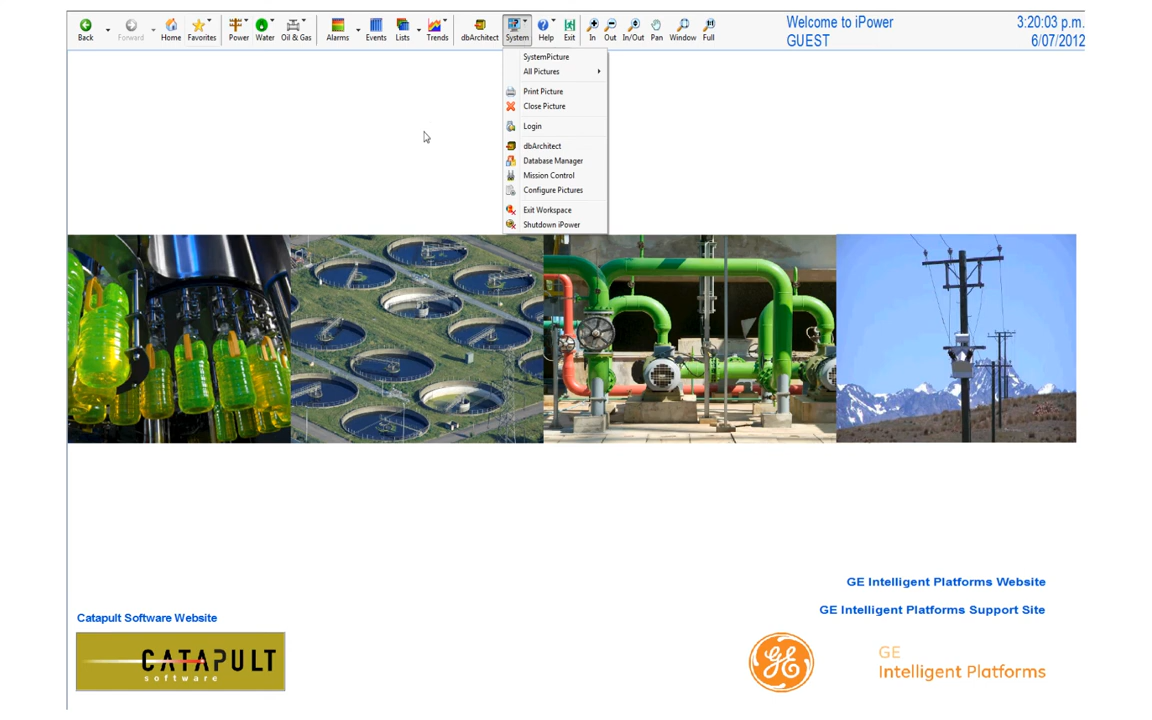 Back Forward Home Favorites Power Water Oil & Gas Alarms Events Lists Trends dbArchitect System Help Exit In Out In/Out Pan Window Full
Welcome to iPower
GUEST
3:20:03 p.m.
6/07/2012
SystemPicture
All Pictures
Print Picture
Close Picture
Login
dbArchitect
Database Manager
Mission Control
Configure Pictures
Exit Workspace
Shutdown iPower
GE Intelligent Platforms Website
GE Intelligent Platforms Support Site
Catapult Software Website
CATAPULT
software
GE
GE
Intelligent Platforms